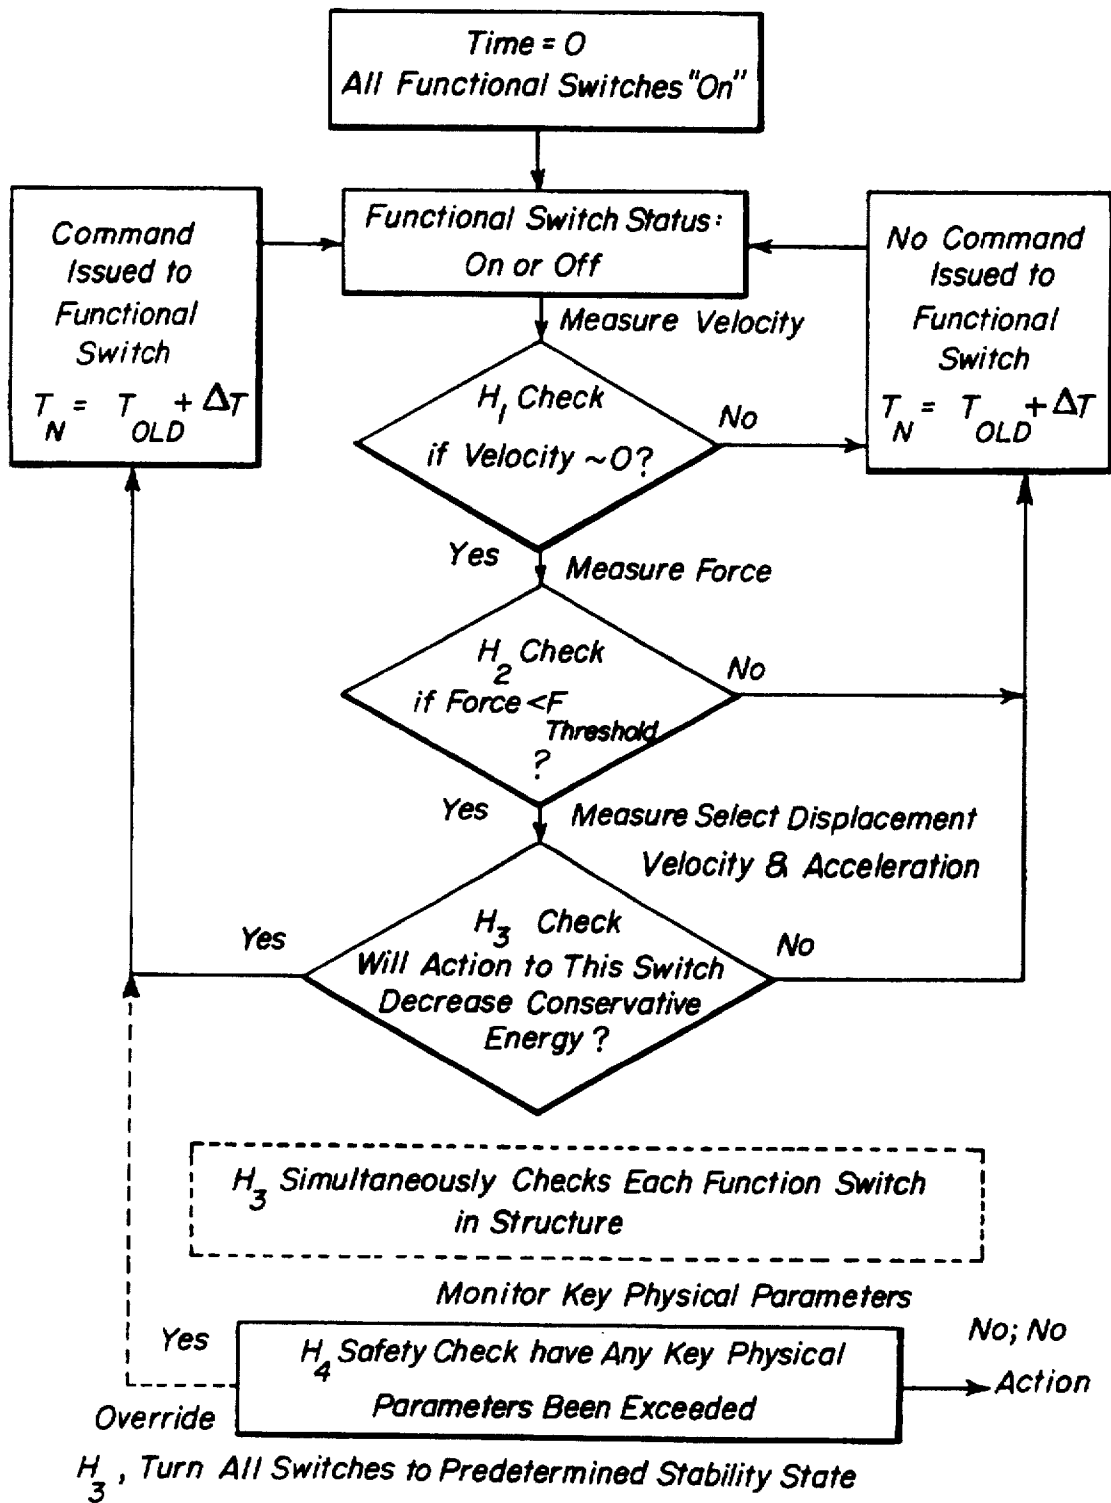 Time = 0
All Functional Switches "On"
Functional Switch Status:
On or Off
Command
Issued to
Functional
Switch
T_N = T_OLD + ΔT
No Command
Issued to
Functional
Switch
T_N = T_OLD + ΔT
Measure Velocity
H_1 Check
if Velocity ~0?
No
Yes
Measure Force
H_2 Check
if Force <F_Threshold
?
No
Yes
Measure Select Displacement
Velocity & Acceleration
H_3 Check
Will Action to This Switch
Decrease Conservative
Energy ?
Yes
No
H_3 Simultaneously Checks Each Function Switch
in Structure
Monitor Key Physical Parameters
Yes
H_4 Safety Check have Any Key Physical
Parameters Been Exceeded
No; No
Action
Override
H_3, Turn All Switches to Predetermined Stability State